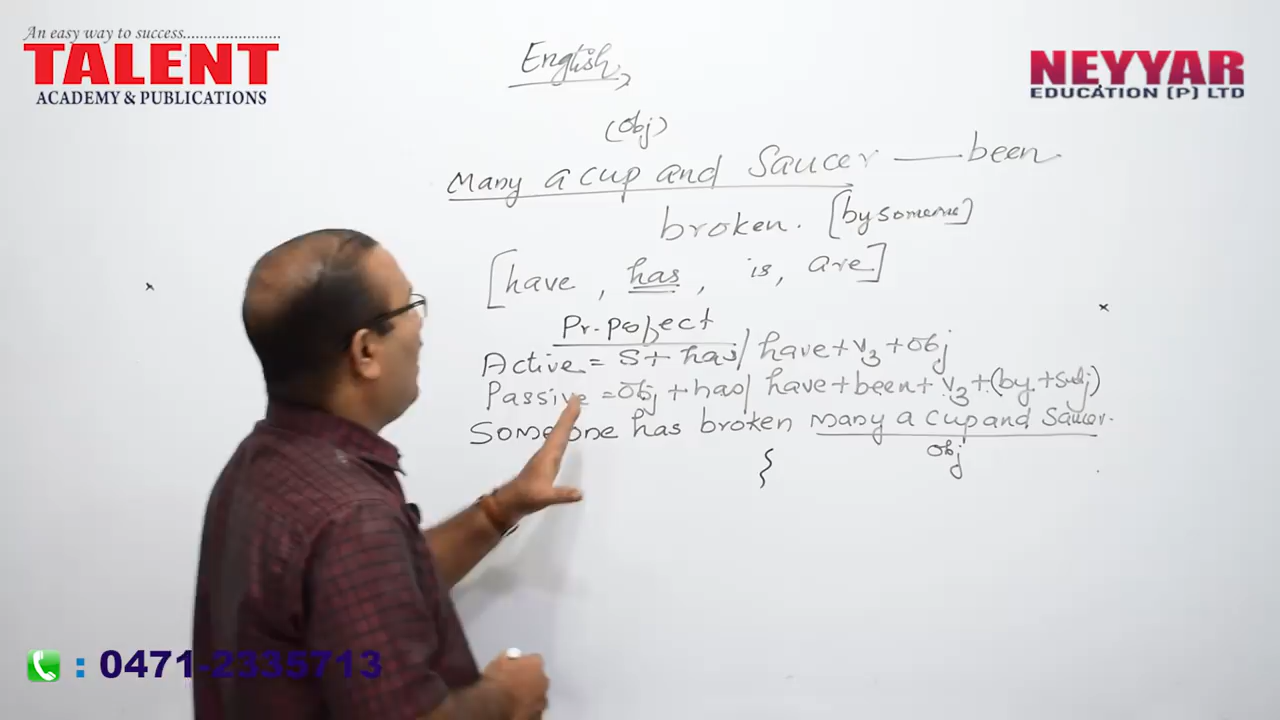 An easy way to success......................
TALENT
ACADEMY & PUBLICATIONS
NEYYAR
EDUCATION (P) LTD
English,
(obj)
Many a cup and Saucer —— been
broken. [by someone]
[have, has, is, are]
Pr. perfect
Active = S + has/have + V3 + obj
Passive = obj + has/have + been + V3 + (by + subj)
Someone has broken many a cup and saucer.
obj
: 0471-2335713